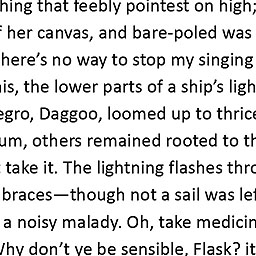 hing that feebly pointest on high;
f her canvas, and bare-poled was
here's no way to stop my singing
is, the lower parts of a ship's ligh
egro, Daggoo, loomed up to thrice
um, others remained rooted to th
take it. The lightning flashes thro
braces—though not a sail was lef
a noisy malady. Oh, take medicin
Why don't ye be sensible, Flask? it